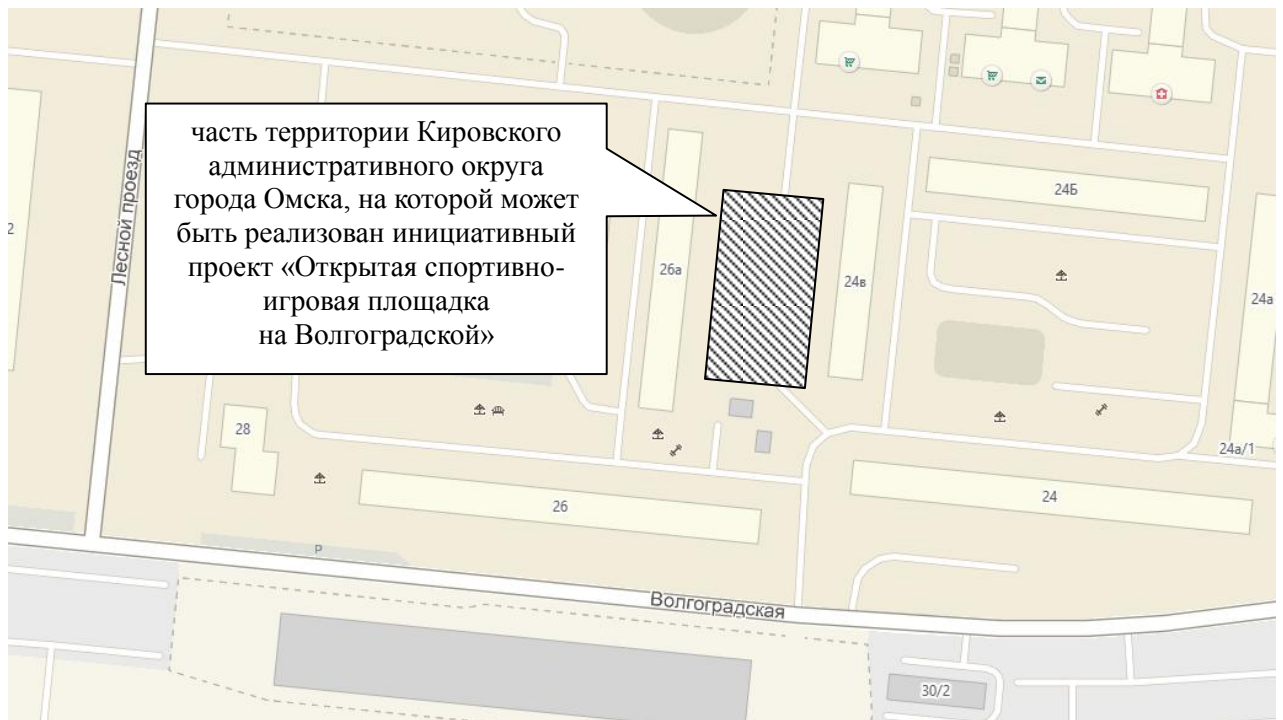 часть территории Кировского
административного округа
города Омска, на которой может
быть реализован инициативный
проект «Открытая спортивно-
игровая площадка
на Волгоградской»
Лесной проезд
2
24Б
26а
24в
24а
28
24а/1
26
24
P
Волгоградская
30/2